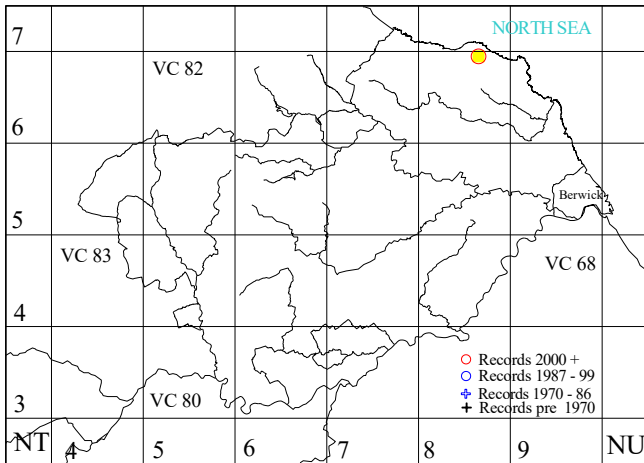 7
NORTH SEA
VC 82
6
Berwick
5
VC 83
VC 68
4
Records 2000 +
Records 1987 - 99
Records 1970 - 86
Records pre 1970
VC 80
3
NT 4 5 6 7 8 9 NU